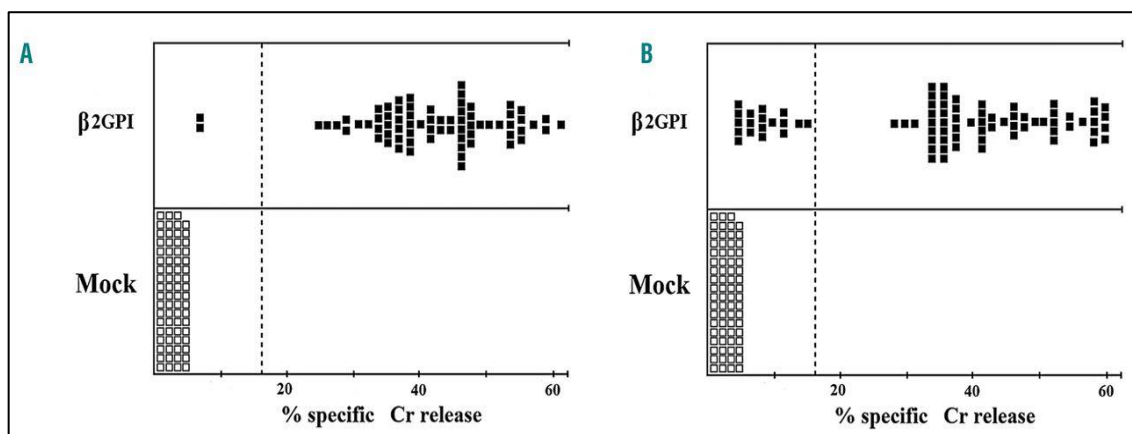 A
β2GPI
Mock
20 40 60
% specific Cr release
B
β2GPI
Mock
20 40 60
% specific Cr release